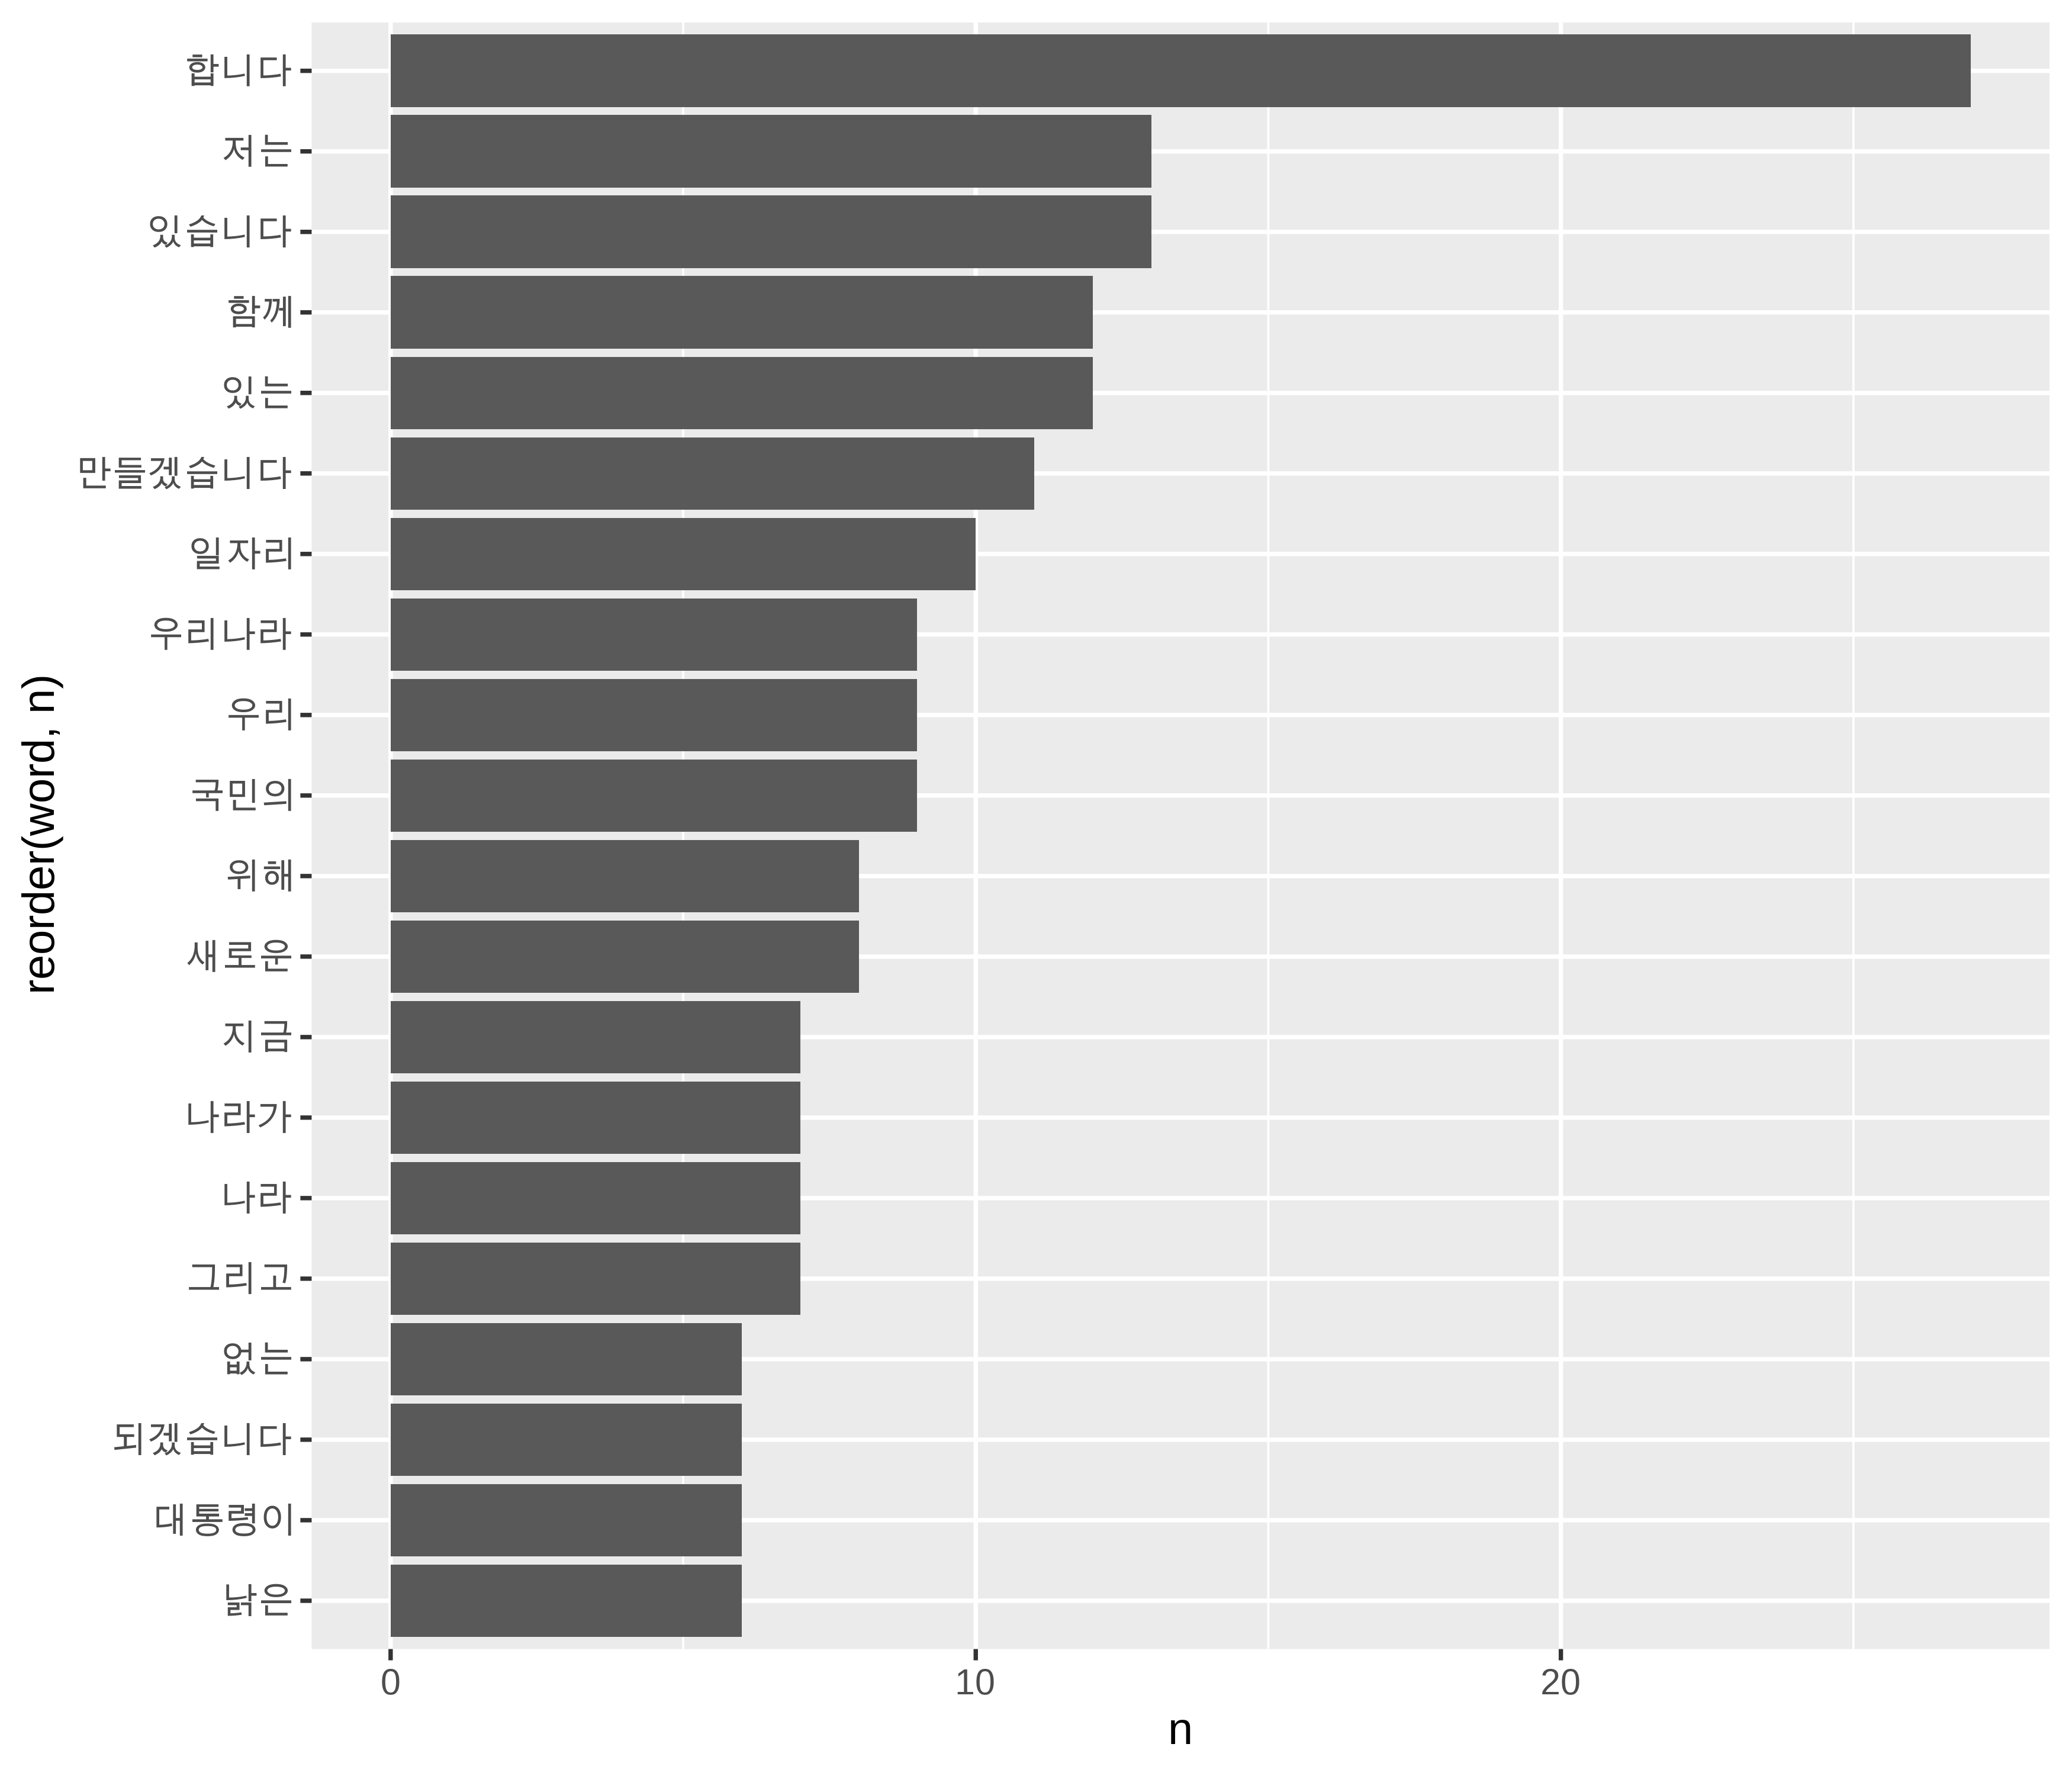 합니다
저는
있습니다
함께
있는
만들겠습니다
일자리
우리나라
우리
국민의
위해
새로운
지금
나라가
나라
그리고
없는
되겠습니다
대통령이
낡은
reorder(word, n)
0 10 20
n